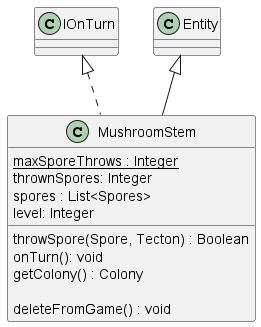 C IOnTurn
C Entity
C MushroomStem
maxSporeThrows : Integer
thrownSpores: Integer
spores : List<Spores>
level: Integer
throwSpore(Spore, Tecton) : Boolean
onTurn(): void
getColony() : Colony
deleteFromGame() : void